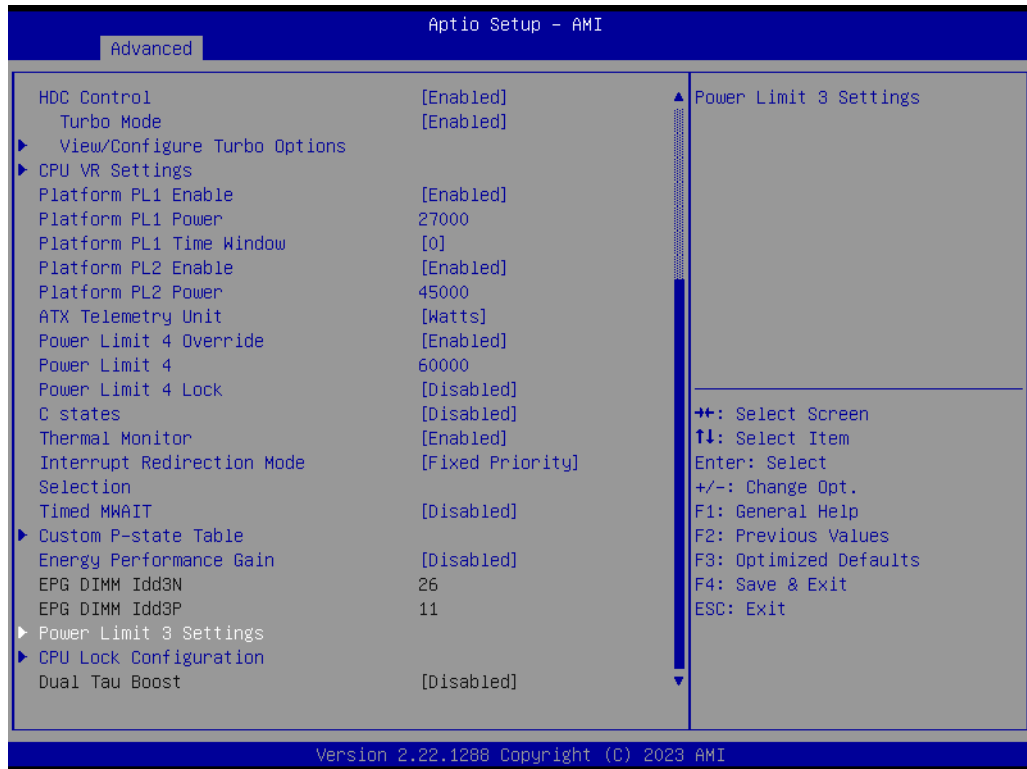 Aptio Setup – AMI
Advanced
HDC Control [Enabled]
Turbo Mode [Enabled]
View/Configure Turbo Options
CPU VR Settings
Platform PL1 Enable [Enabled]
Platform PL1 Power 27000
Platform PL1 Time Window [0]
Platform PL2 Enable [Enabled]
Platform PL2 Power 45000
ATX Telemetry Unit [Watts]
Power Limit 4 Override [Enabled]
Power Limit 4 60000
Power Limit 4 Lock [Disabled]
C states [Disabled]
Thermal Monitor [Enabled]
Interrupt Redirection Mode [Fixed Priority]
Selection
Timed MWAIT [Disabled]
Custom P-state Table
Energy Performance Gain [Disabled]
EPG DIMM Idd3N 26
EPG DIMM Idd3P 11
Power Limit 3 Settings
CPU Lock Configuration
Dual Tau Boost [Disabled]
Power Limit 3 Settings
→←: Select Screen
↑↓: Select Item
Enter: Select
+/-: Change Opt.
F1: General Help
F2: Previous Values
F3: Optimized Defaults
F4: Save & Exit
ESC: Exit
Version 2.22.1288 Copyright (C) 2023 AMI